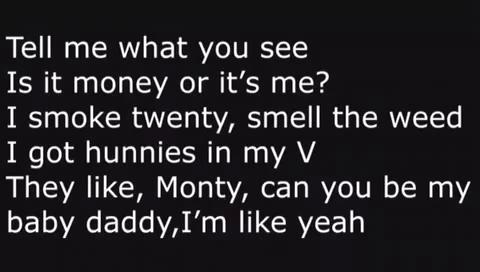 Tell me what you see
Is it money or it's me?
I smoke twenty, smell the weed
I got hunnies in my V
They like, Monty, can you be my
baby daddy,I'm like yeah